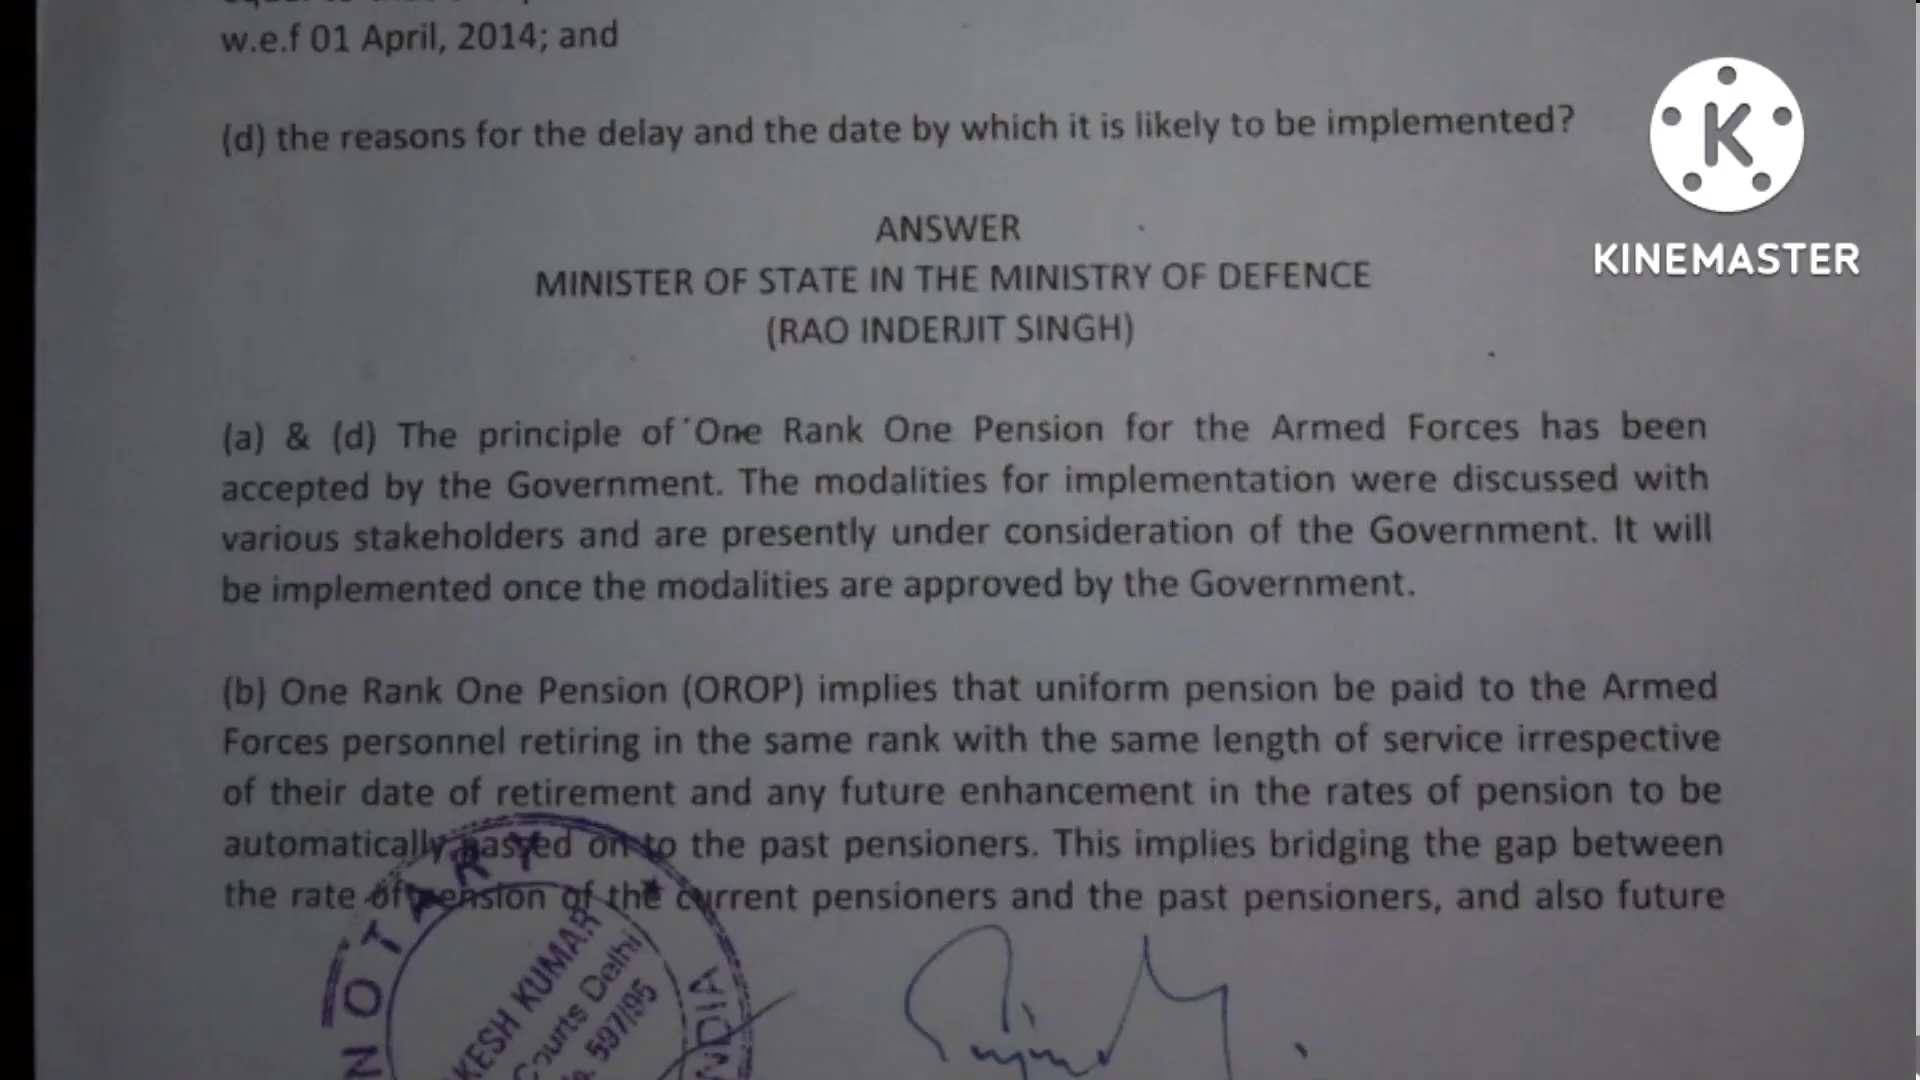 w.e.f 01 April, 2014; and
(d) the reasons for the delay and the date by which it is likely to be implemented?
K
KINEMASTER
ANSWER
MINISTER OF STATE IN THE MINISTRY OF DEFENCE
(RAO INDERJIT SINGH)
(a) & (d) The principle of One Rank One Pension for the Armed Forces has been
accepted by the Government. The modalities for implementation were discussed with
various stakeholders and are presently under consideration of the Government. It will
be implemented once the modalities are approved by the Government.
(b) One Rank One Pension (OROP) implies that uniform pension be paid to the Armed
Forces personnel retiring in the same rank with the same length of service irrespective
of their date of retirement and any future enhancement in the rates of pension to be
automatically passed on to the past pensioners. This implies bridging the gap between
the rate of pension of the current pensioners and the past pensioners, and also future
NOTARY
KESH KUMAR
Courts Delhi
597/95